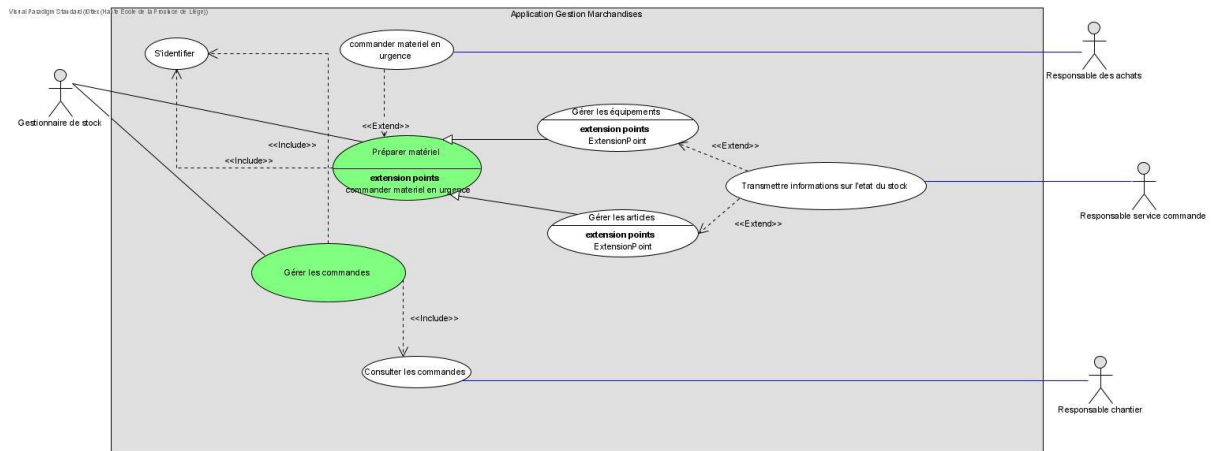 Visual Paradigm Standard (Ditec (Haute Ecole de la Province de Liège))
Application Gestion Marchandises
S'identifier
commander materiel en
urgence
Responsable des achats
Gestionnaire de stock
<<Extend>>
Gérer les équipements
extension points
ExtensionPoint
<<Include>>
<<Include>>
Préparer matériel
extension points
commander materiel en urgence
<<Extend>>
Transmettre informations sur l'etat du stock
Responsable service commande
Gérer les articles
extension points
ExtensionPoint
<<Extend>>
Gérer les commandes
<<Include>>
Consulter les commandes
Responsable chantier